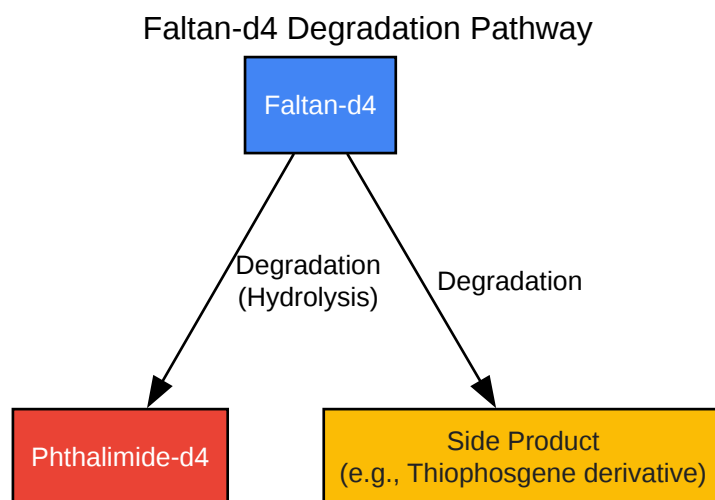 Faltan-d4 Degradation Pathway
Faltan-d4
Degradation
(Hydrolysis)
Degradation
Phthalimide-d4
Side Product
(e.g., Thiophosgene derivative)